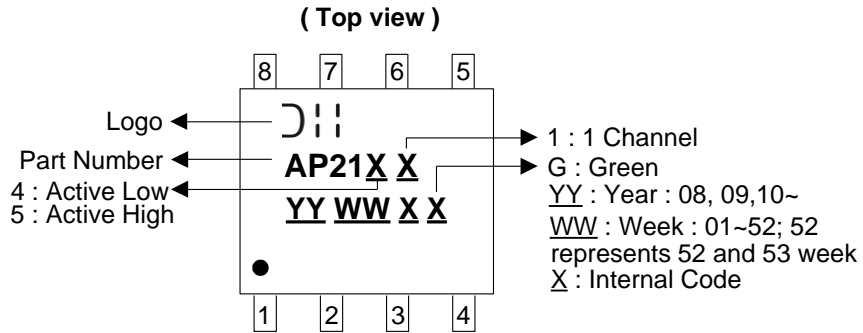 ( Top view )
8 7 6 5
Logo
Part Number
4 : Active Low
5 : Active High
AP21X X
YY WW X X
1 : 1 Channel
G : Green
YY : Year : 08, 09,10~
WW : Week : 01~52; 52
represents 52 and 53 week
X : Internal Code
1 2 3 4